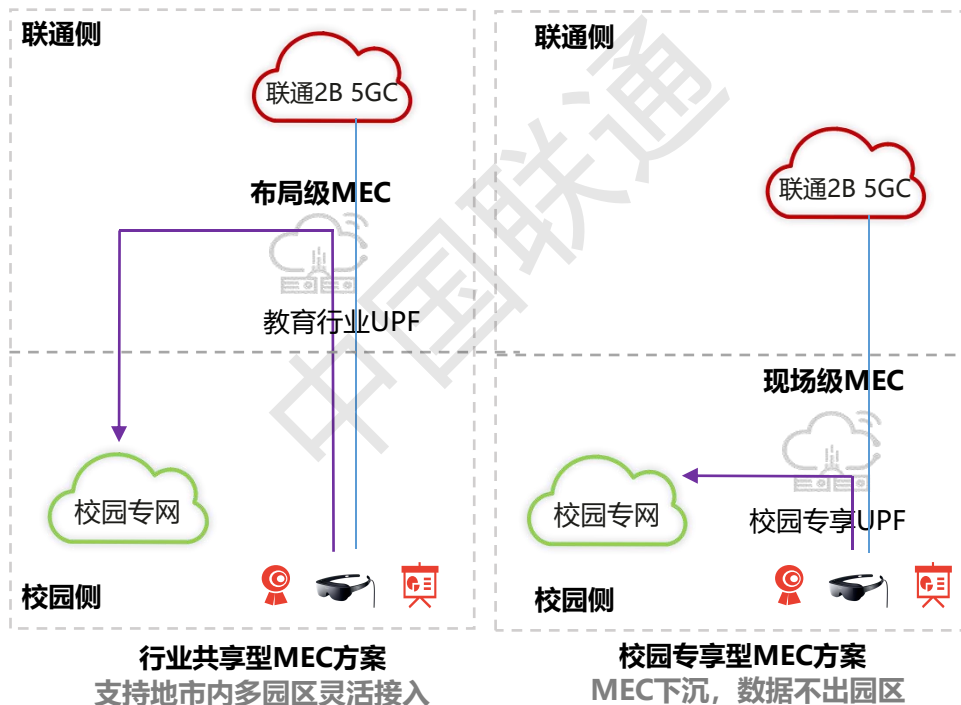 联通侧
联通2B 5GC
布局级MEC
教育行业UPF
校园专网
校园侧
行业共享型MEC方案
支持地市内多园区灵活接入
联通侧
联通2B 5GC
现场级MEC
校园专网
校园专享UPF
校园侧
校园专享型MEC方案
MEC下沉，数据不出园区
中国联通